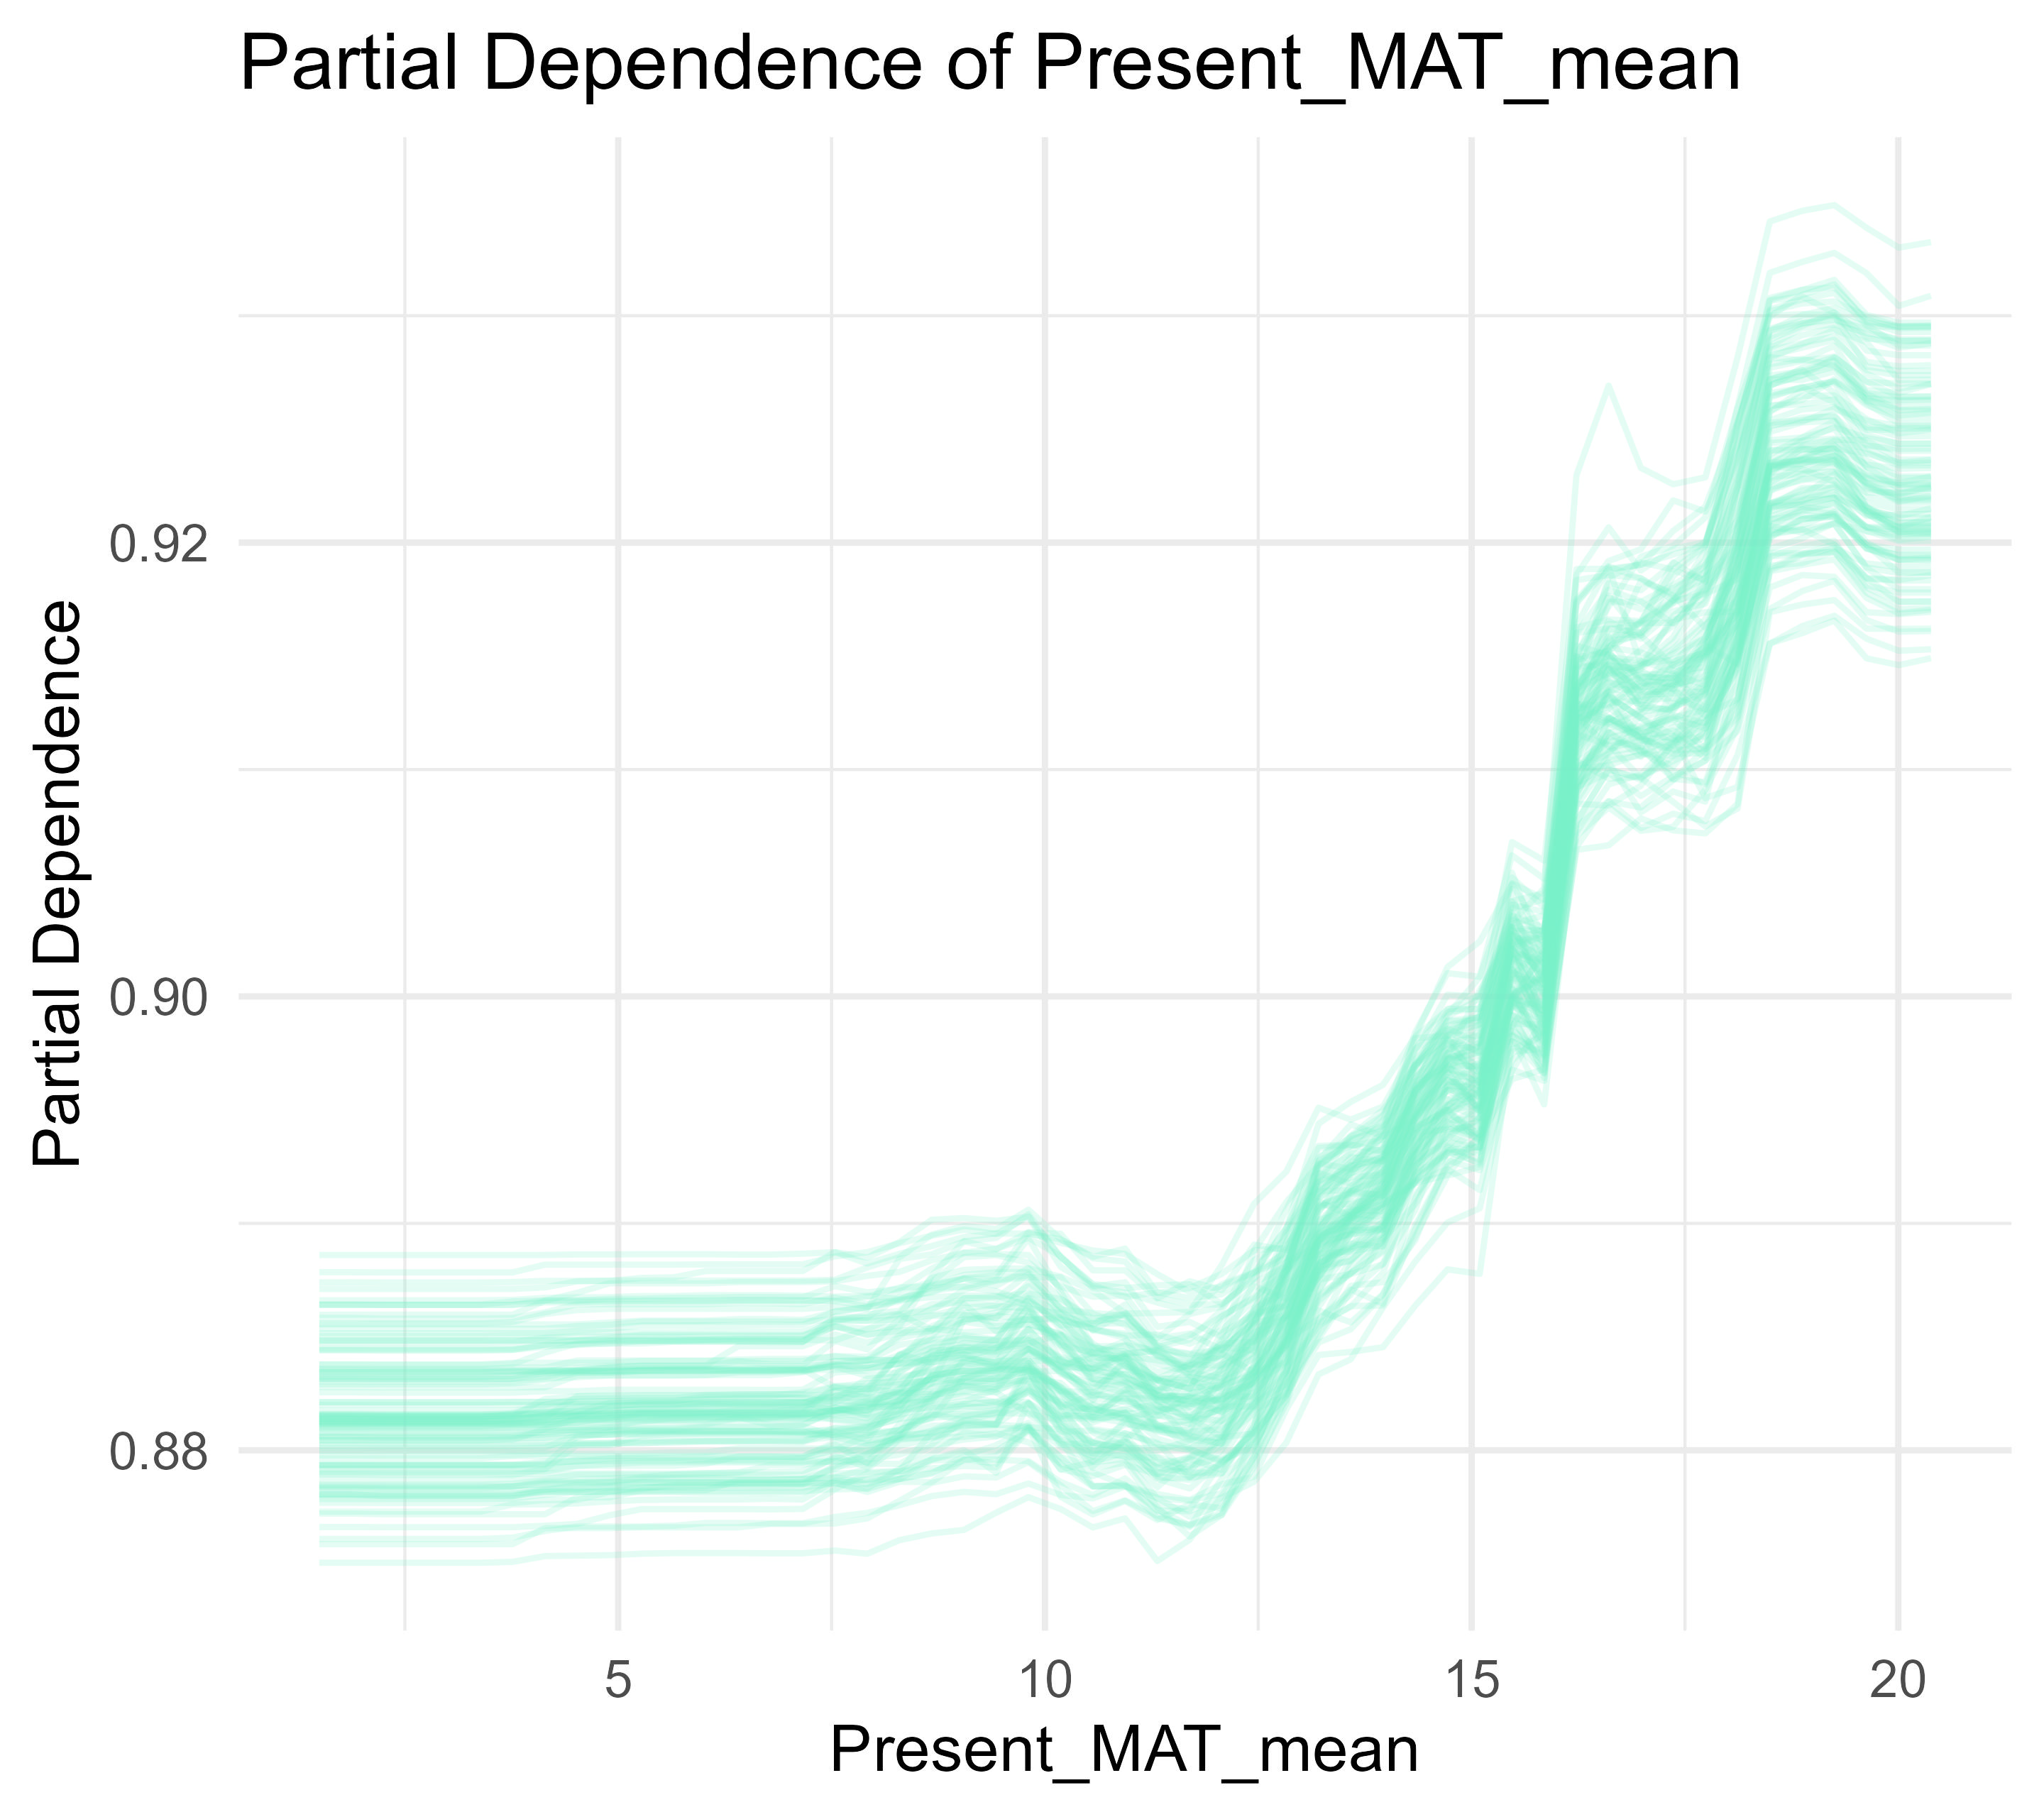 Partial Dependence of Present_MAT_mean
Partial Dependence
0.92
0.90
0.88
5
10
15
20
Present_MAT_mean